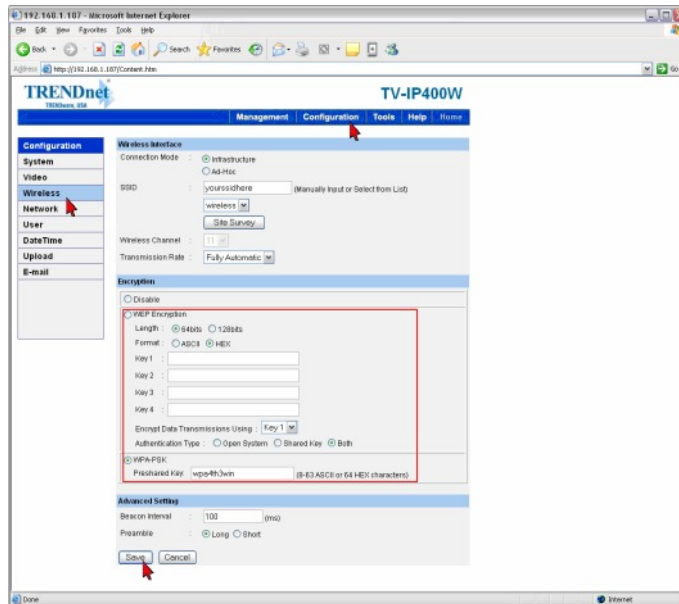 192.168.1.187 - Microsoft Internet Explorer
File Edit View Favorites Tools Help
Back Search Favorites
Address http://192.168.1.187/Content.htm Go
TRENDnet
TRENDware, USA
TV-IP400W
Management Configuration Tools Help Home
Configuration
System
Video
Wireless
Network
User
DateTime
Upload
E-mail
Wireless Interface
Connection Mode : Infrastructure
Ad-Hoc
SSID : yourssidhere (Manually Input or Select from List)
wireless
Site Survey
Wireless Channel : 11
Transmission Rate : Fully Automatic
Encryption
Disable
WEP Encryption
Length : 64bits 128bits
Format : ASCII HEX
Key 1 :
Key 2 :
Key 3 :
Key 4 :
Encrypt Data Transmissions Using : Key 1
Authentication Type : Open System Shared Key Both
WPA-PSK
Preshared Key: wpa4th3win (8-63 ASCII or 64 HEX characters)
Advanced Setting
Beacon Interval : 100 (ms)
Preamble : Long Short
Save Cancel
Done Internet